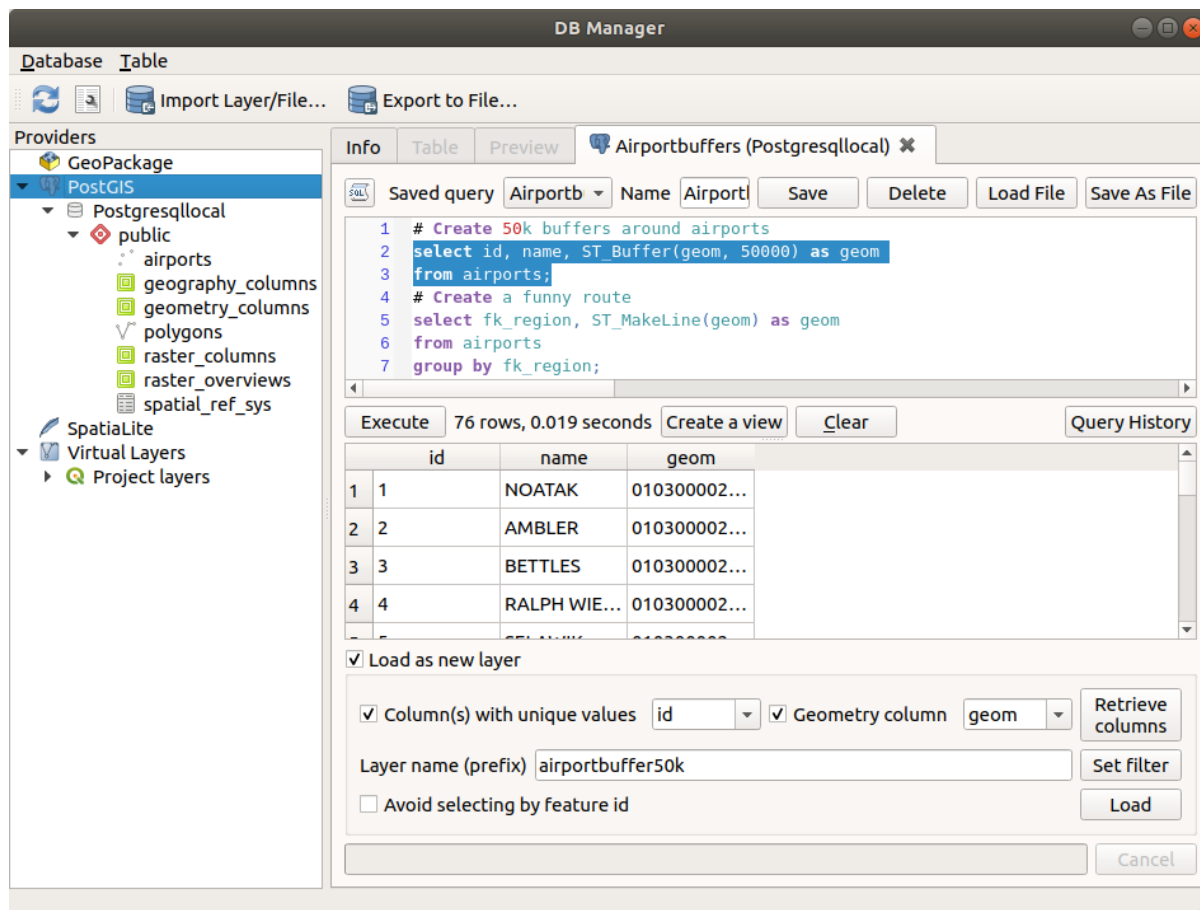 DB Manager
Database Table
Import Layer/File... Export to File...
Providers
GeoPackage
PostGIS
Postgresqllocal
public
airports
geography_columns
geometry_columns
polygons
raster_columns
raster_overviews
spatial_ref_sys
SpatiaLite
Virtual Layers
Project layers
Info Table Preview Airportbuffers (Postgresqllocal)
SQL Saved query Airportb Name Airportl Save Delete Load File Save As File
1 # Create 50k buffers around airports
2 select id, name, ST_Buffer(geom, 50000) as geom
3 from airports;
4 # Create a funny route
5 select fk_region, ST_MakeLine(geom) as geom
6 from airports
7 group by fk_region;
Execute 76 rows, 0.019 seconds Create a view Clear Query History
id name geom
1 1 NOATAK 010300002...
2 2 AMBLER 010300002...
3 3 BETTLES 010300002...
4 4 RALPH WIE... 010300002...
Load as new layer
Column(s) with unique values id Geometry column geom Retrieve columns
Layer name (prefix) airportbuffer50k Set filter
Avoid selecting by feature id Load
Cancel